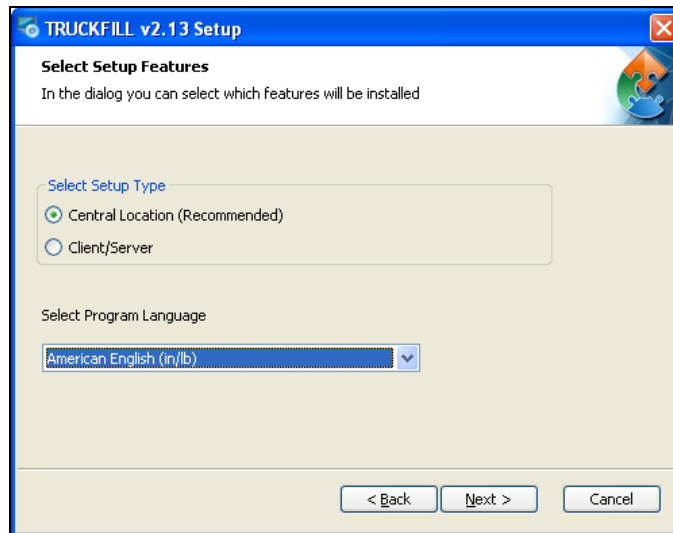 TRUCKFILL v2.13 Setup
Select Setup Features
In the dialog you can select which features will be installed
Select Setup Type
Central Location (Recommended)
Client/Server
Select Program Language
American English (in/lb)
< Back Next > Cancel